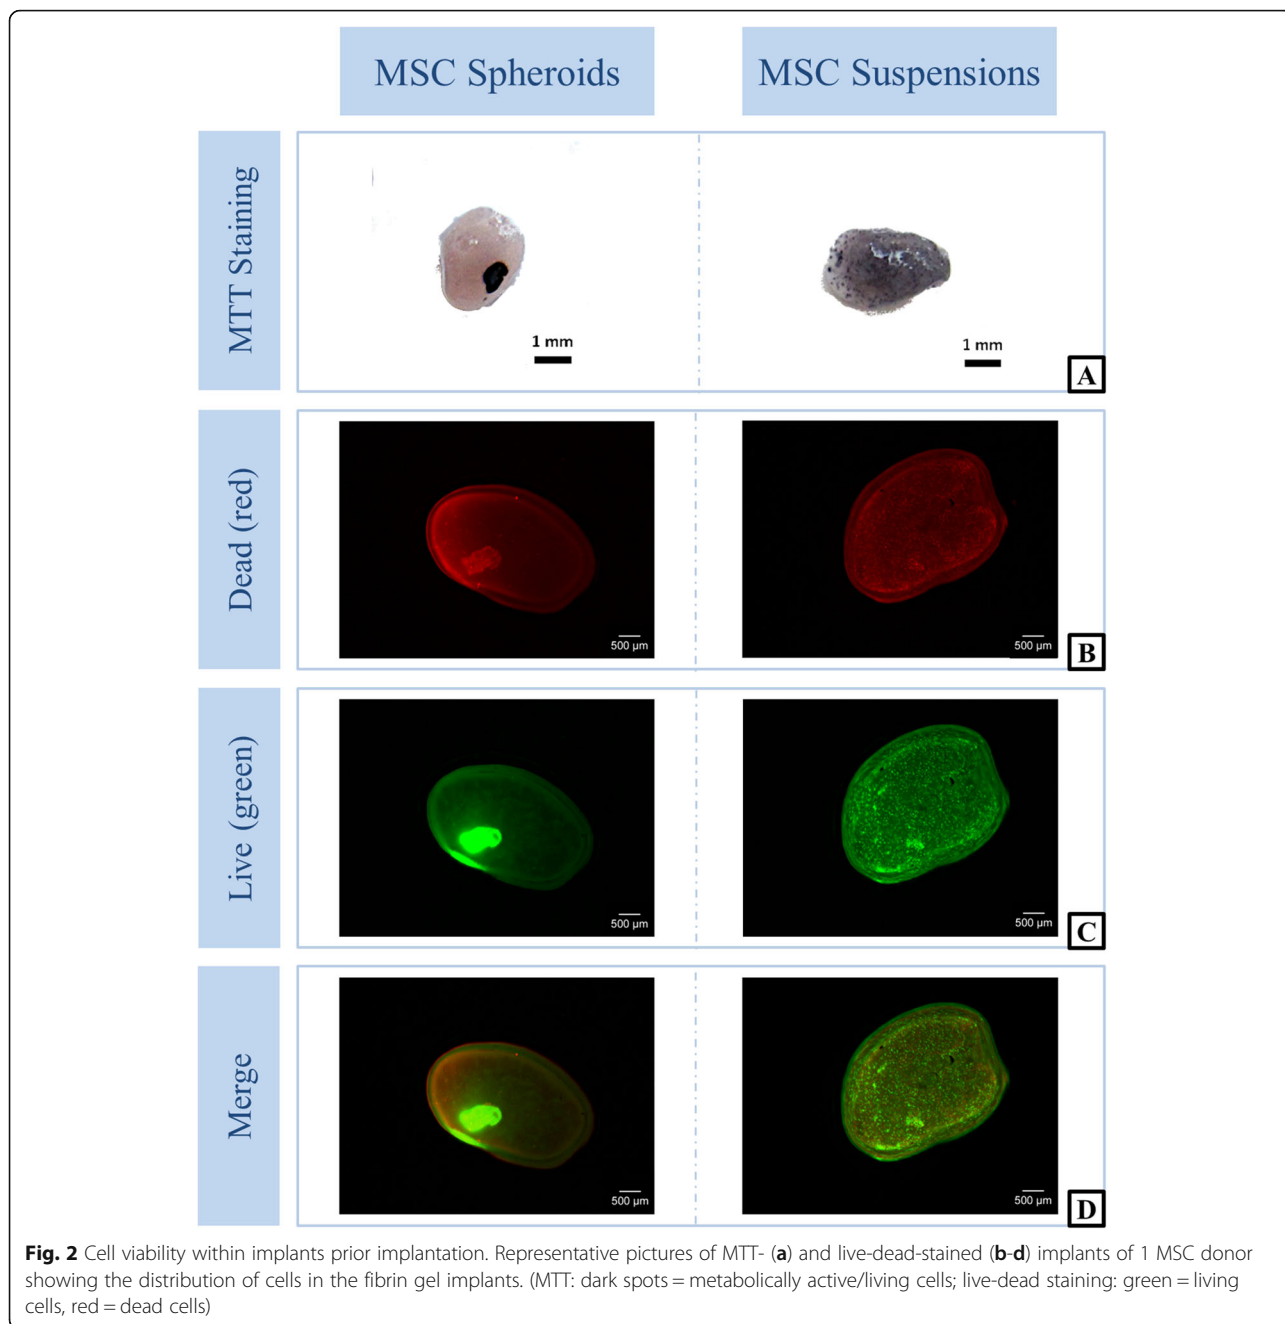 MSC Spheroids
MSC Suspensions
MTT Staining
1 mm
1 mm
A
Dead (red)
500 µm
500 µm
B
Live (green)
500 µm
500 µm
C
Merge
500 µm
500 µm
D
Fig. 2 Cell viability within implants prior implantation. Representative pictures of MTT- (a) and live-dead-stained (b-d) implants of 1 MSC donor
showing the distribution of cells in the fibrin gel implants. (MTT: dark spots = metabolically active/living cells; live-dead staining: green = living
cells, red = dead cells)